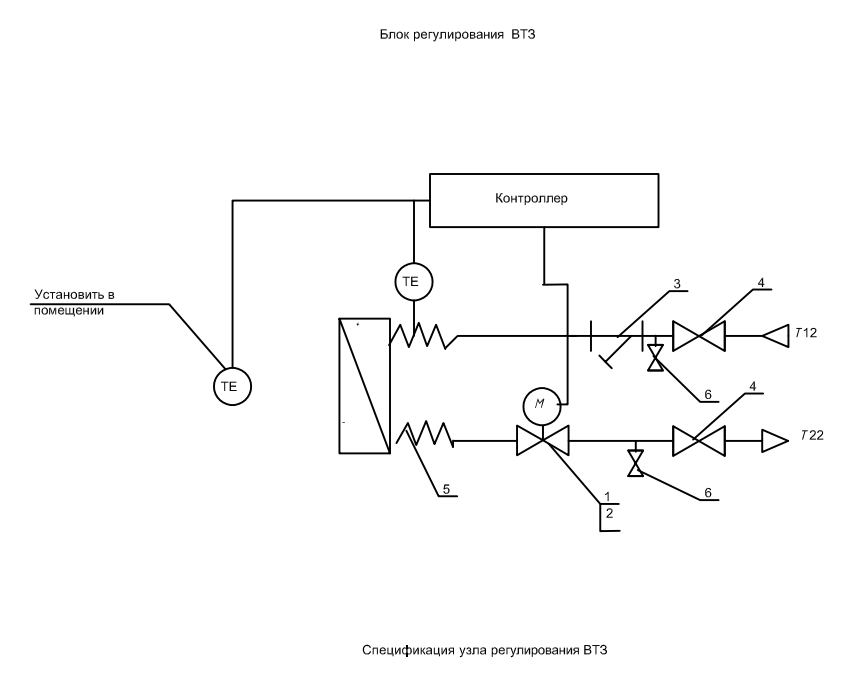 Блок регулирования ВТЗ
Контроллер
TE
Установить в
помещении
TE
3
4
T12
6
4
M
T22
5
6
1
2
Спецификация узла регулирования ВТЗ